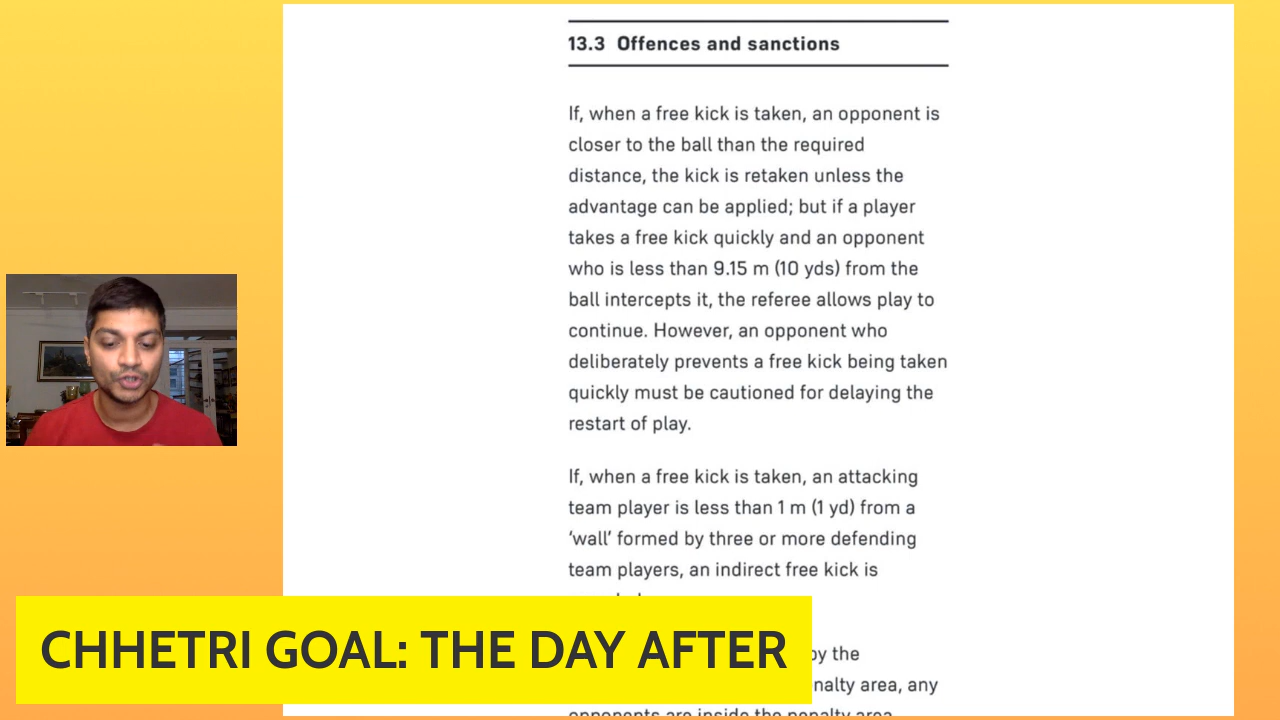 13.3 Offences and sanctions
If, when a free kick is taken, an opponent is
closer to the ball than the required
distance, the kick is retaken unless the
advantage can be applied; but if a player
takes a free kick quickly and an opponent
who is less than 9.15 m (10 yds) from the
ball intercepts it, the referee allows play to
continue. However, an opponent who
deliberately prevents a free kick being taken
quickly must be cautioned for delaying the
restart of play.
If, when a free kick is taken, an attacking
team player is less than 1 m (1 yd) from a
‘wall’ formed by three or more defending
team players, an indirect free kick is
by the
area, any
opponents are inside the penalty area
CHHETRI GOAL: THE DAY AFTER